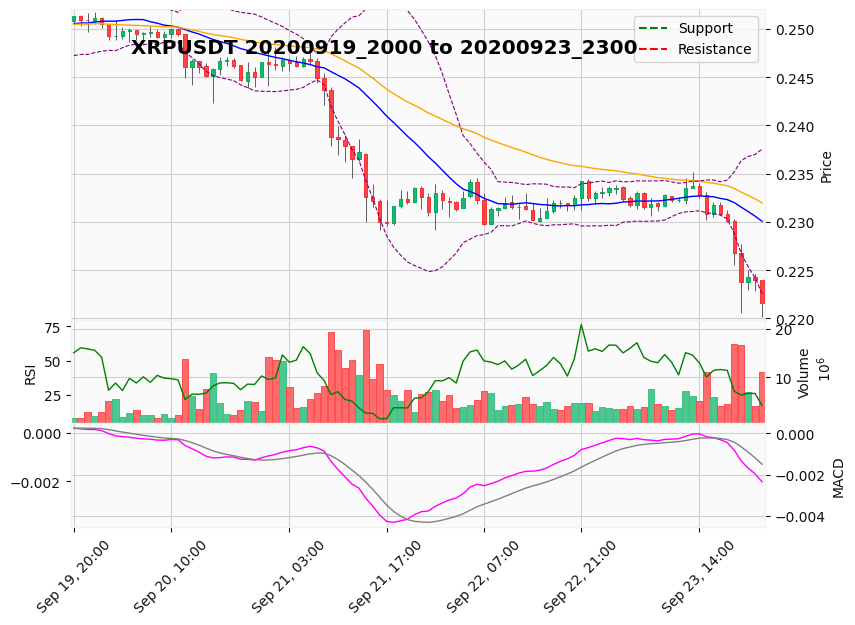 XRPUSDT 20200919_2000 to 20200923_2300
Support
Resistance
0.250
0.245
0.240
0.235
0.230
0.225
0.220
Price
75
50
25
RSI
20
10
Volume
10^6
0.000
−0.002
0.000
−0.002
−0.004
MACD
Sep 19, 20:00
Sep 20, 10:00
Sep 21, 03:00
Sep 21, 17:00
Sep 22, 07:00
Sep 22, 21:00
Sep 23, 14:00